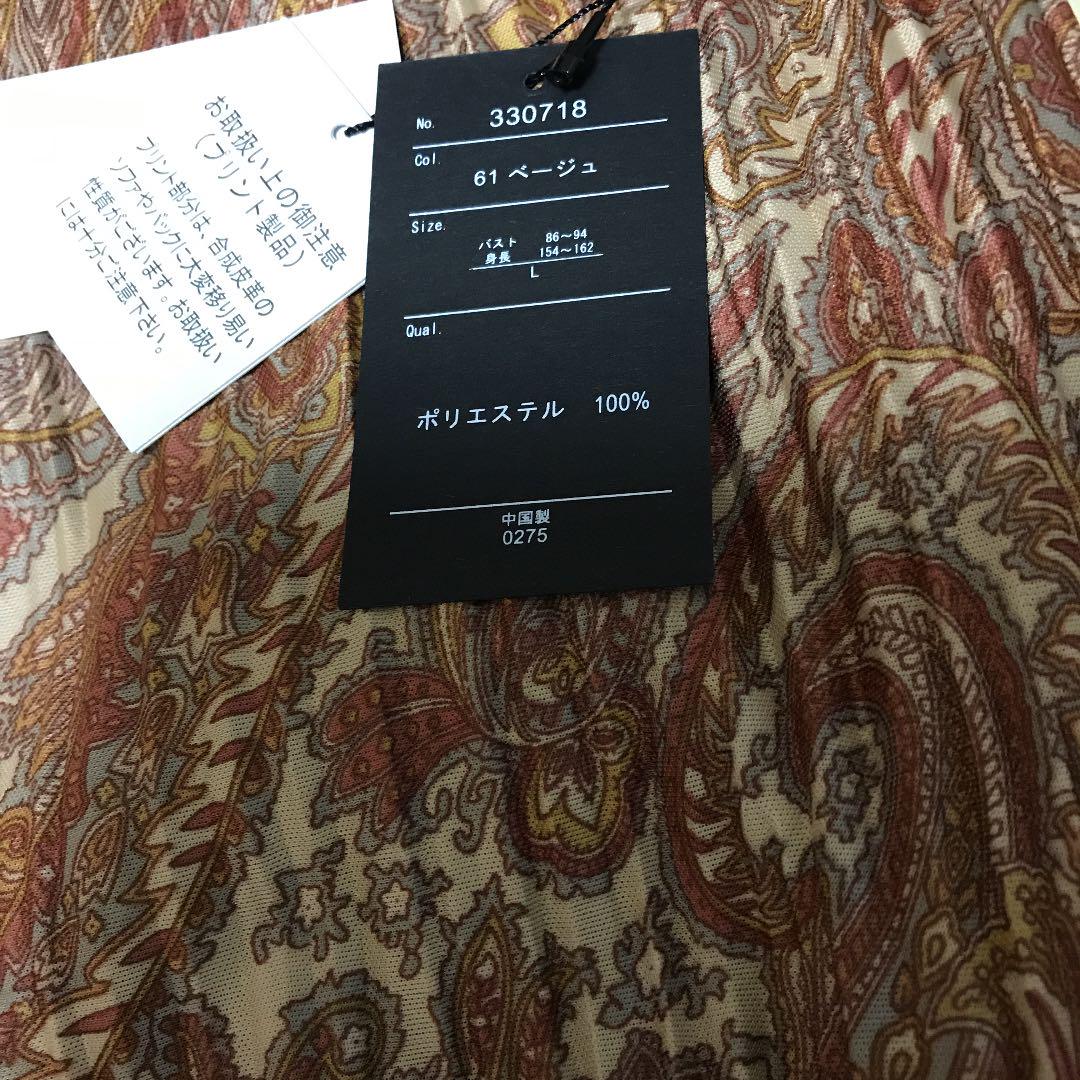 お取扱い上の御注意
(プリント製品)
プリント部分は、合成皮革の
ソファやバックに大変移り易い
性質がございます。お取扱い
には十分ご注意下さい。
No. 330718
Col.
61 ベージュ
Size.
バスト 86〜94
身長 154〜162
L
Qual.
ポリエステル 100%
中国製
0275